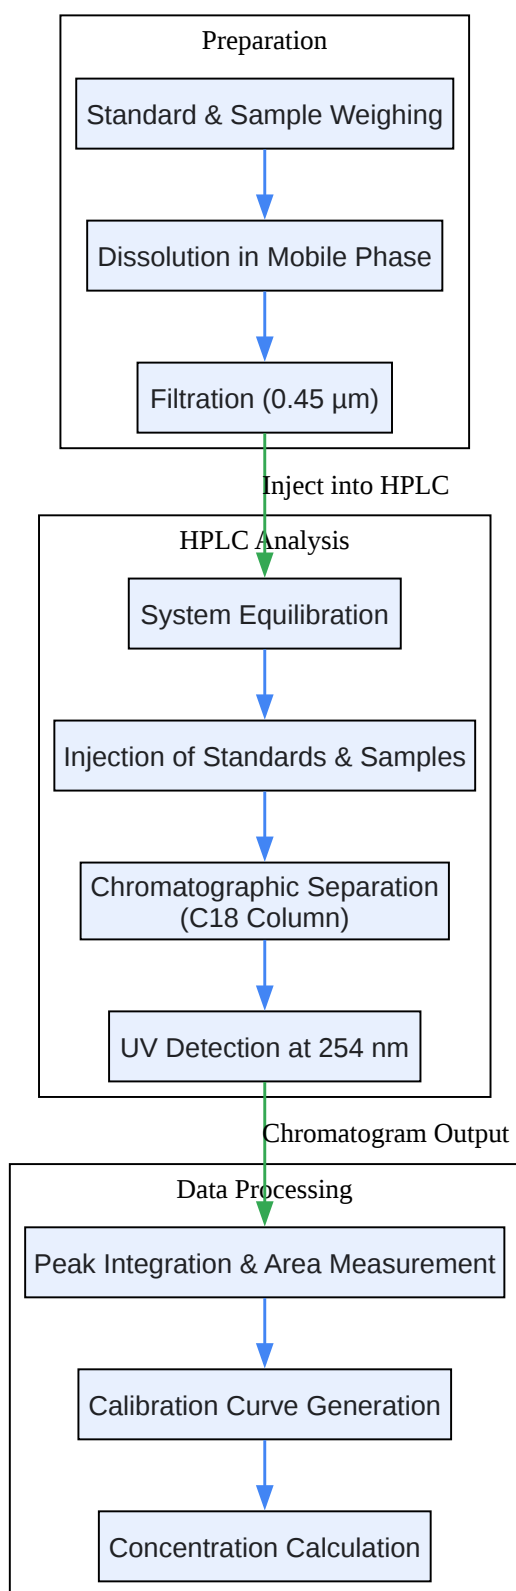 Preparation
Standard & Sample Weighing
Dissolution in Mobile Phase
Filtration (0.45 µm)
Inject into HPLC
HPLC Analysis
System Equilibration
Injection of Standards & Samples
Chromatographic Separation
(C18 Column)
UV Detection at 254 nm
Chromatogram Output
Data Processing
Peak Integration & Area Measurement
Calibration Curve Generation
Concentration Calculation